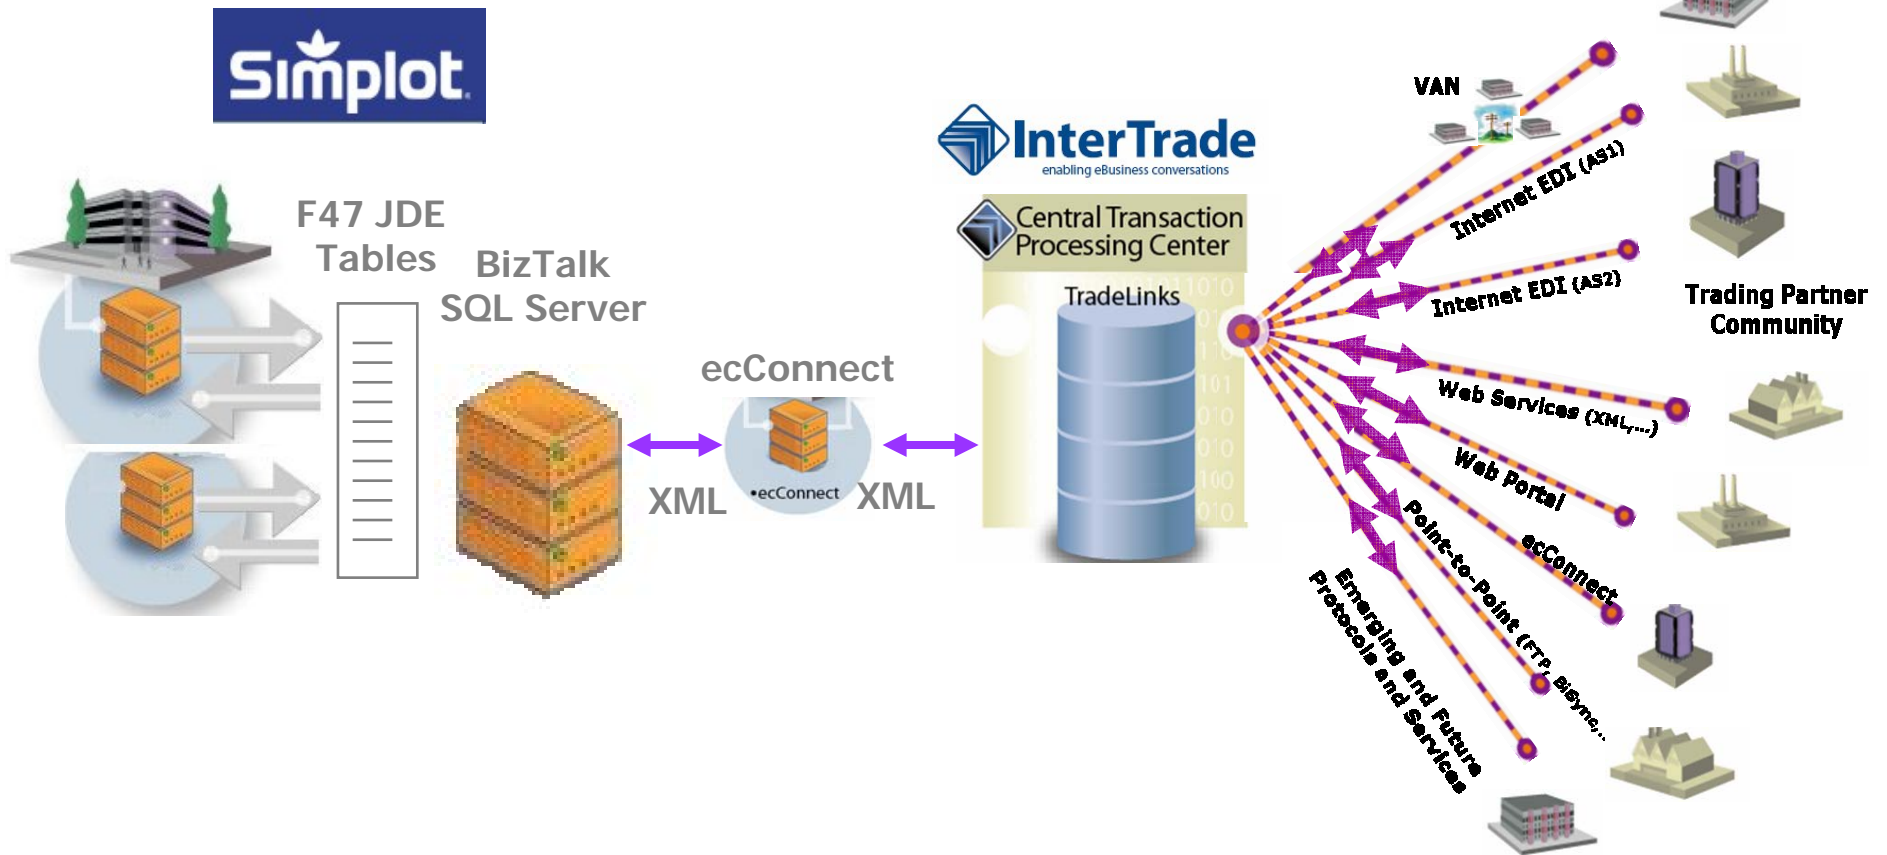 Simplot
F47 JDE
Tables
BizTalk
SQL Server
XML
ecConnect
•ecConnect
XML
InterTrade
enabling eBusiness conversations
Central Transaction
Processing Center
TradeLinks
VAN
Internet EDI (AS1)
Internet EDI (AS2)
Web Services (XML,...)
Web Portal
ecConnect
Point-to-Point (FTP, BiSync,..
Emerging and Future
Protocols and Services
Trading Partner
Community